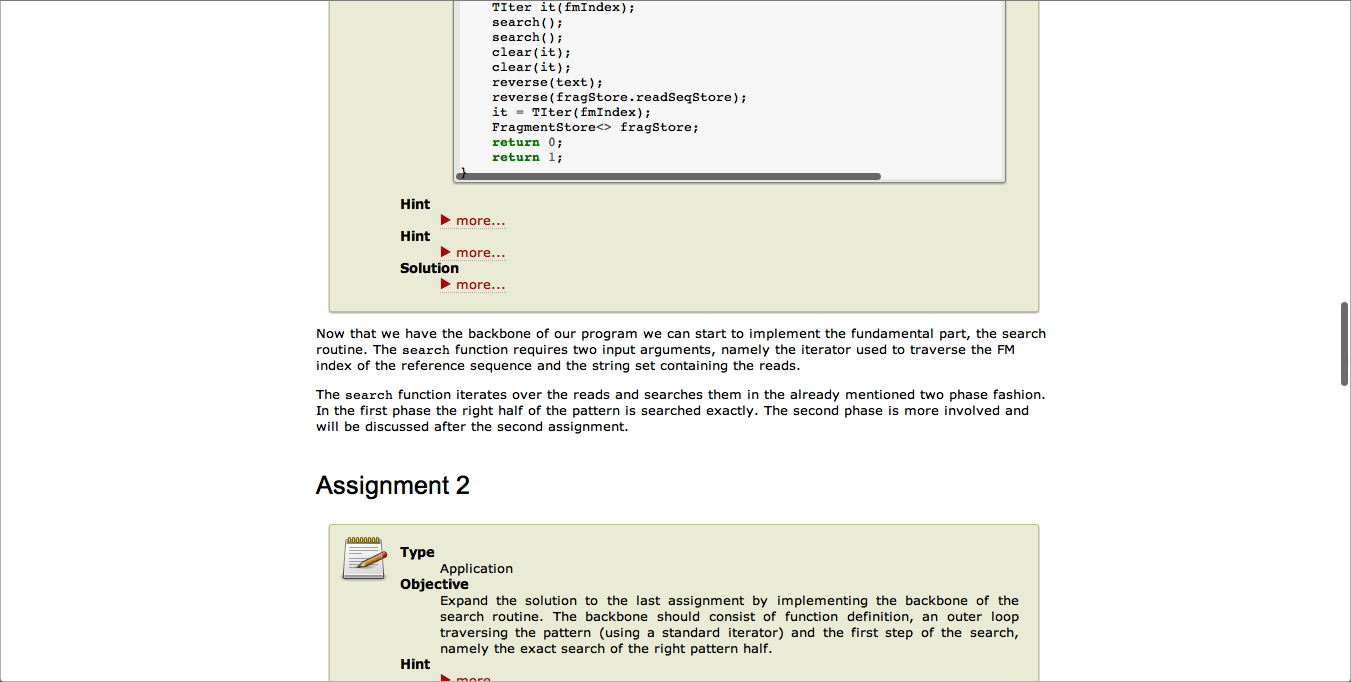 TIter it(fmIndex);
search();
search();
clear(it);
clear(it);
reverse(text);
reverse(fragStore.readSeqStore);
it = TIter(fmIndex);
FragmentStore<> fragStore;
return 0;
return 1;
}
Hint
more...
Hint
more...
Solution
more...
Now that we have the backbone of our program we can start to implement the fundamental part, the search
routine. The search function requires two input arguments, namely the iterator used to traverse the FM
index of the reference sequence and the string set containing the reads.
The search function iterates over the reads and searches them in the already mentioned two phase fashion.
In the first phase the right half of the pattern is searched exactly. The second phase is more involved and
will be discussed after the second assignment.
Assignment 2
Type
Application
Objective
Expand the solution to the last assignment by implementing the backbone of the
search routine. The backbone should consist of function definition, an outer loop
traversing the pattern (using a standard iterator) and the first step of the search,
namely the exact search of the right pattern half.
Hint
more...